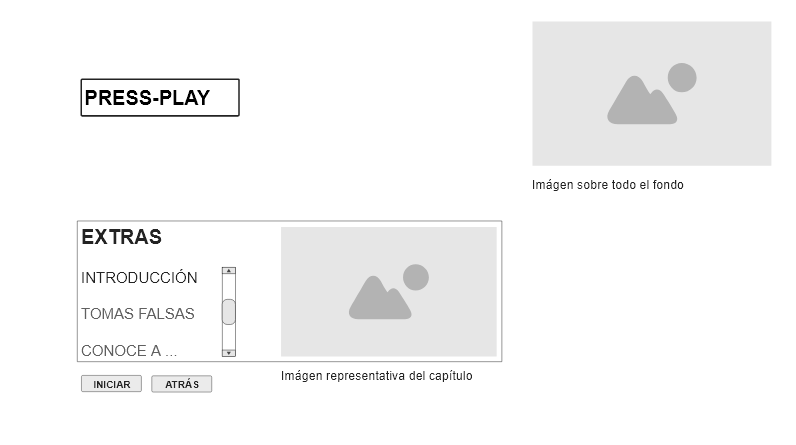 PRESS-PLAY
Imágen sobre todo el fondo
EXTRAS
INTRODUCCIÓN
TOMAS FALSAS
CONOCE A ...
Imágen representativa del capítulo
INICIAR
ATRÁS